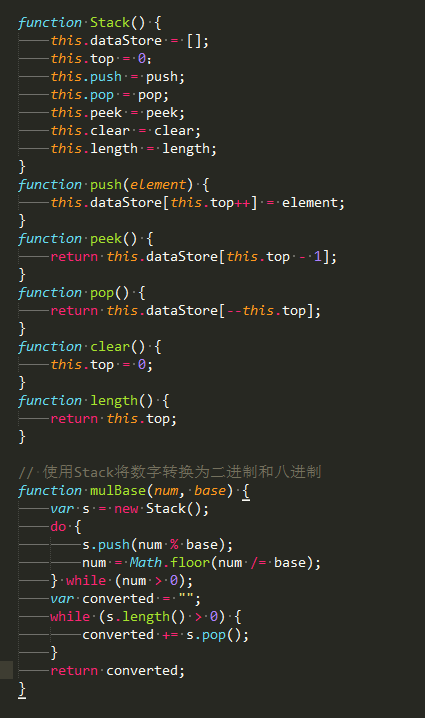 function Stack() {
    this.dataStore = [];
    this.top = 0;
    this.push = push;
    this.pop = pop;
    this.peek = peek;
    this.clear = clear;
    this.length = length;
}
function push(element) {
    this.dataStore[this.top++] = element;
}
function peek() {
    return this.dataStore[this.top - 1];
}
function pop() {
    return this.dataStore[--this.top];
}
function clear() {
    this.top = 0;
}
function length() {
    return this.top;
}

// 使用Stack将数字转换为二进制和八进制
function mulBase(num, base) {
    var s = new Stack();
    do {
        s.push(num % base);
        num = Math.floor(num /= base);
    } while (num > 0);
    var converted = "";
    while (s.length() > 0) {
        converted += s.pop();
    }
    return converted;
}